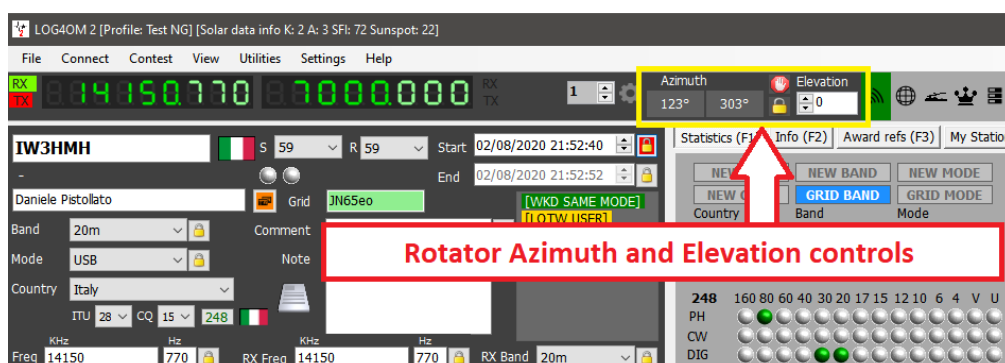 LOG4OM 2 [Profile: Test NG] [Solar data info K: 2 A: 3 SFI: 72 Sunspot: 22]
File Connect Contest View Utilities Settings Help
RX 14150.770 7000.000 RX 1
TX TX
Azimuth Elevation
123° 303° 0
Statistics (F1) Info (F2) Award refs (F3) My Statio
IW3HMH S 59 R 59 Start 02/08/2020 21:52:40
- End 02/08/2020 21:52:52
NEW BAND NEW MODE
GRID BAND GRID MODE
Daniele Pistollato Grid JN65eo [WKD SAME MODE]
[LOTW USER]
Country Band Mode
Band 20m Comment
Mode USB Note
Rotator Azimuth and Elevation controls
Country Italy
ITU 28 CQ 15 248
248 160 80 60 40 30 20 17 15 12 10 6 4 V U
PH
CW
DIG
KHz Hz KHz Hz
Freq 14150 770 RX Freq 14150 770 RX Band 20m